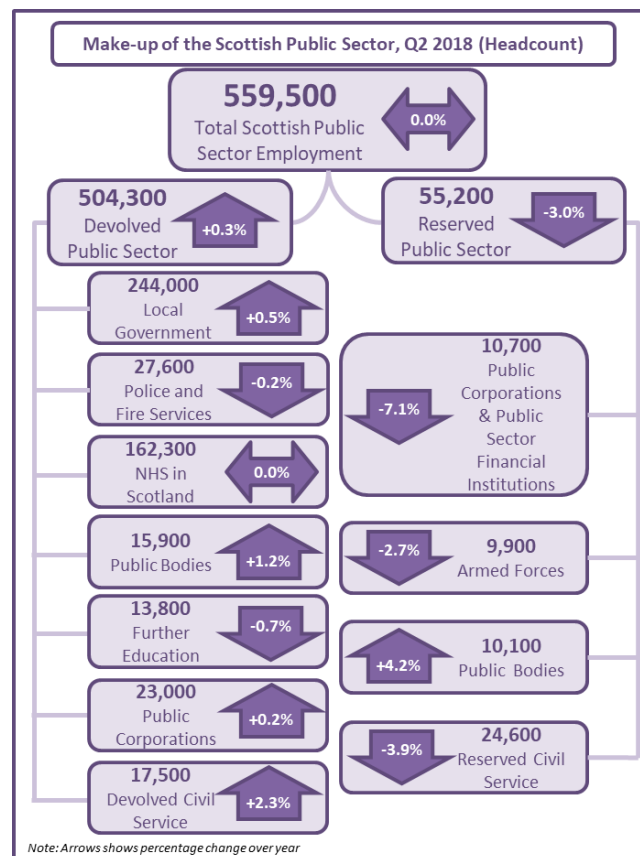 Make-up of the Scottish Public Sector, Q2 2018 (Headcount)
559,500
Total Scottish Public
Sector Employment
0.0%
504,300
Devolved
Public Sector
+0.3%
55,200
Reserved
Public Sector
-3.0%
244,000
Local
Government
+0.5%
27,600
Police and
Fire Services
-0.2%
162,300
NHS in
Scotland
0.0%
15,900
Public Bodies
+1.2%
13,800
Further
Education
-0.7%
23,000
Public
Corporations
+0.2%
17,500
Devolved Civil
Service
+2.3%
10,700
Public
Corporations
& Public
Sector
Financial
Institutions
-7.1%
-2.7%
9,900
Armed Forces
+4.2%
10,100
Public Bodies
-3.9%
24,600
Reserved Civil
Service
Note: Arrows shows percentage change over year